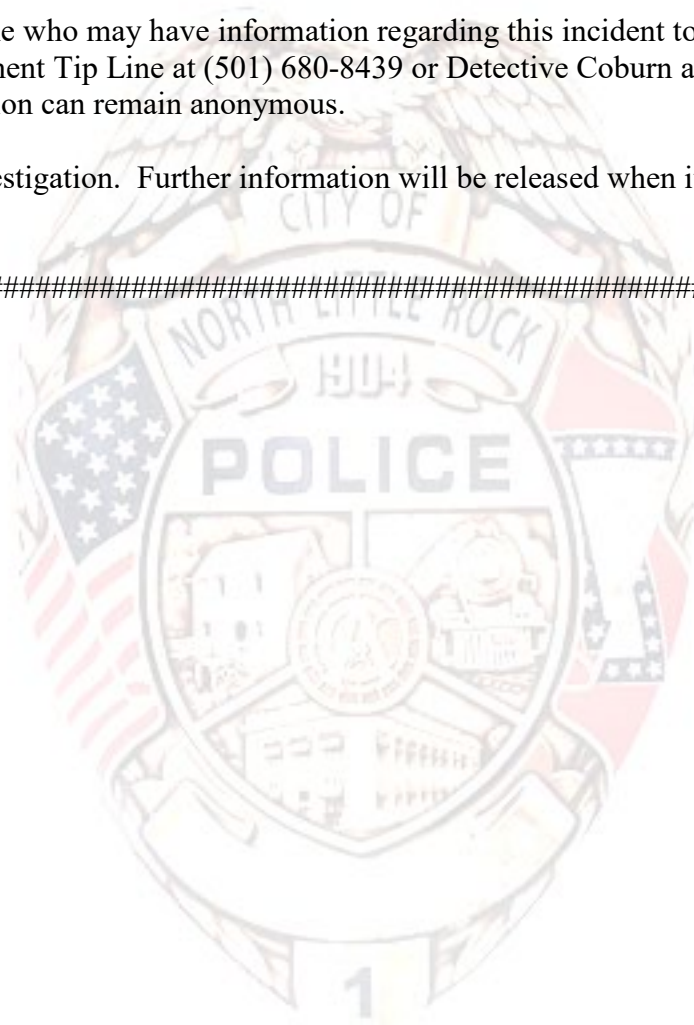 e who may have information regarding this incident to
ment Tip Line at (501) 680-8439 or Detective Coburn a
on can remain anonymous.
estigation.  Further information will be released when i
############################################
CITY OF
NORTH LITTLE ROCK
1904
POLICE
1